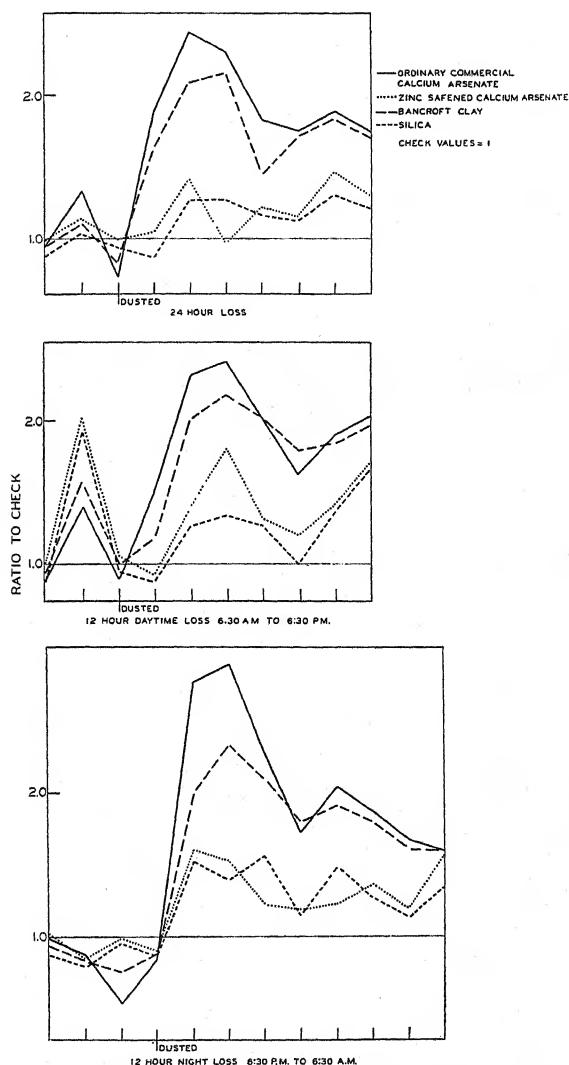 2.0
1.0
DUSTED
24 HOUR LOSS
ORDINARY COMMERCIAL
CALCIUM ARSENATE
ZINC SAFENED CALCIUM ARSENATE
BANCROFT CLAY
SILICA
CHECK VALUES = 1
RATIO TO CHECK
2.0
1.0
DUSTED
12 HOUR DAYTIME LOSS 6.30 AM TO 6:30 PM.
2.0
1.0
DUSTED
12 HOUR NIGHT LOSS 6:30 P.M. TO 6:30 A.M.